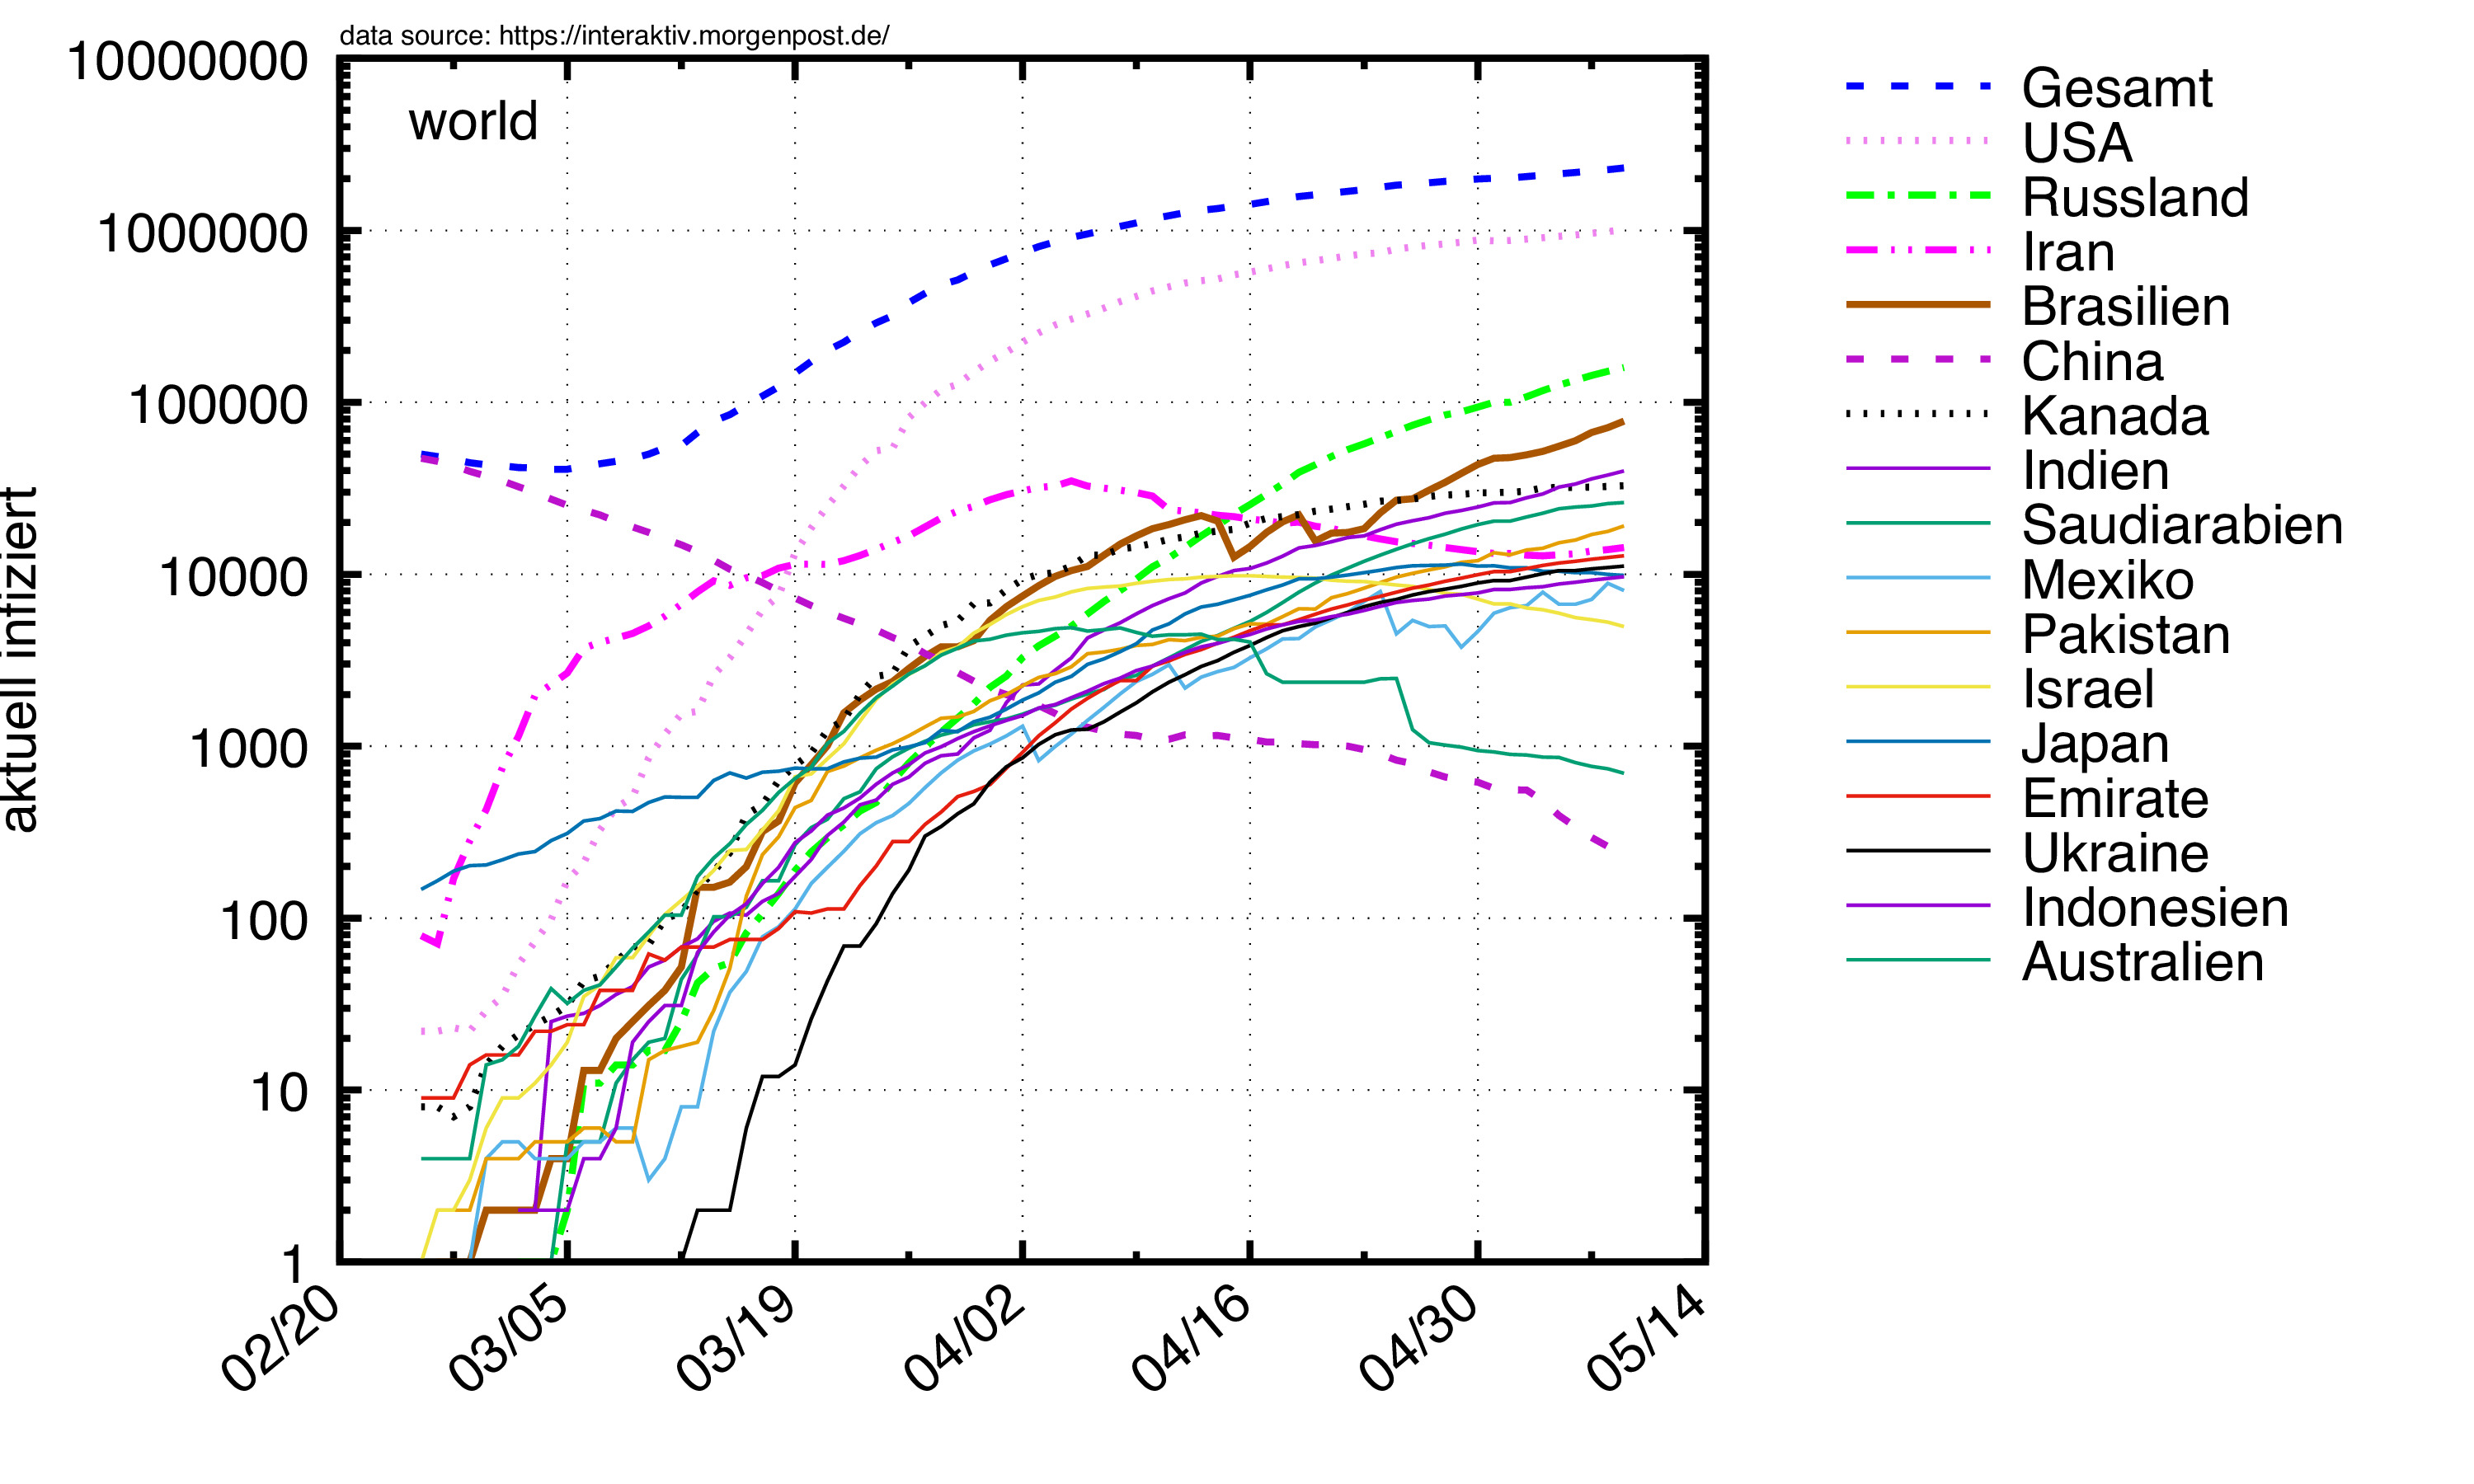 data source: https://interaktiv.morgenpost.de/
world
10000000
1000000
100000
10000
1000
100
10
1
aktuell infiziert
02/20
03/05
03/19
04/02
04/16
04/30
05/14
Gesamt
USA
Russland
Iran
Brasilien
China
Kanada
Indien
Saudiarabien
Mexiko
Pakistan
Israel
Japan
Emirate
Ukraine
Indonesien
Australien